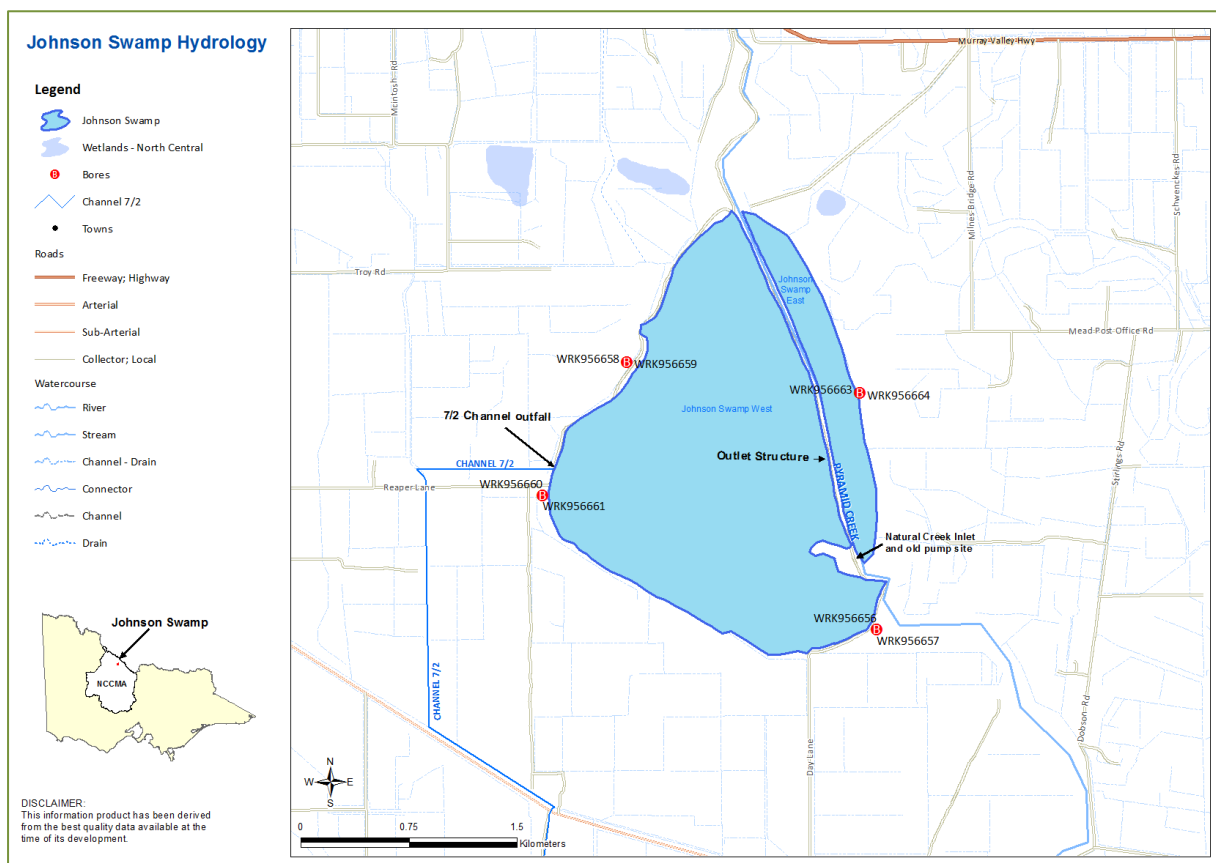 Johnson Swamp Hydrology
Legend
Johnson Swamp
Wetlands - North Central
B
Bores
Channel 7/2
Towns
Roads
Freeway; Highway
Arterial
Sub-Arterial
Collector; Local
Watercourse
River
Stream
Channel - Drain
Connector
Channel
Drain
Johnson Swamp
NCCMA
DISCLAIMER:
This information product has been derived
from the best quality data available at the
time of its development.
Murray Valley Hwy
Mcintosh Rd
Milnes Bridge Rd
Schwenckes Rd
Troy Rd
Johnson
Swamp
East
Mead Post Office Rd
WRK956658
B
WRK956659
WRK956663
B
WRK956664
Johnson Swamp West
7/2 Channel outfall
Outlet Structure
Stirlings Rd
CHANNEL 7/2
PYRAMID CREEK
Reaper Lane
WRK956660
B
WRK956661
Natural Creek Inlet
and old pump site
WRK956656
B
WRK956657
CHANNEL 7/2
Day Lane
Dobson Rd
N
W
E
S
0
0.75
1.5
Kilometers